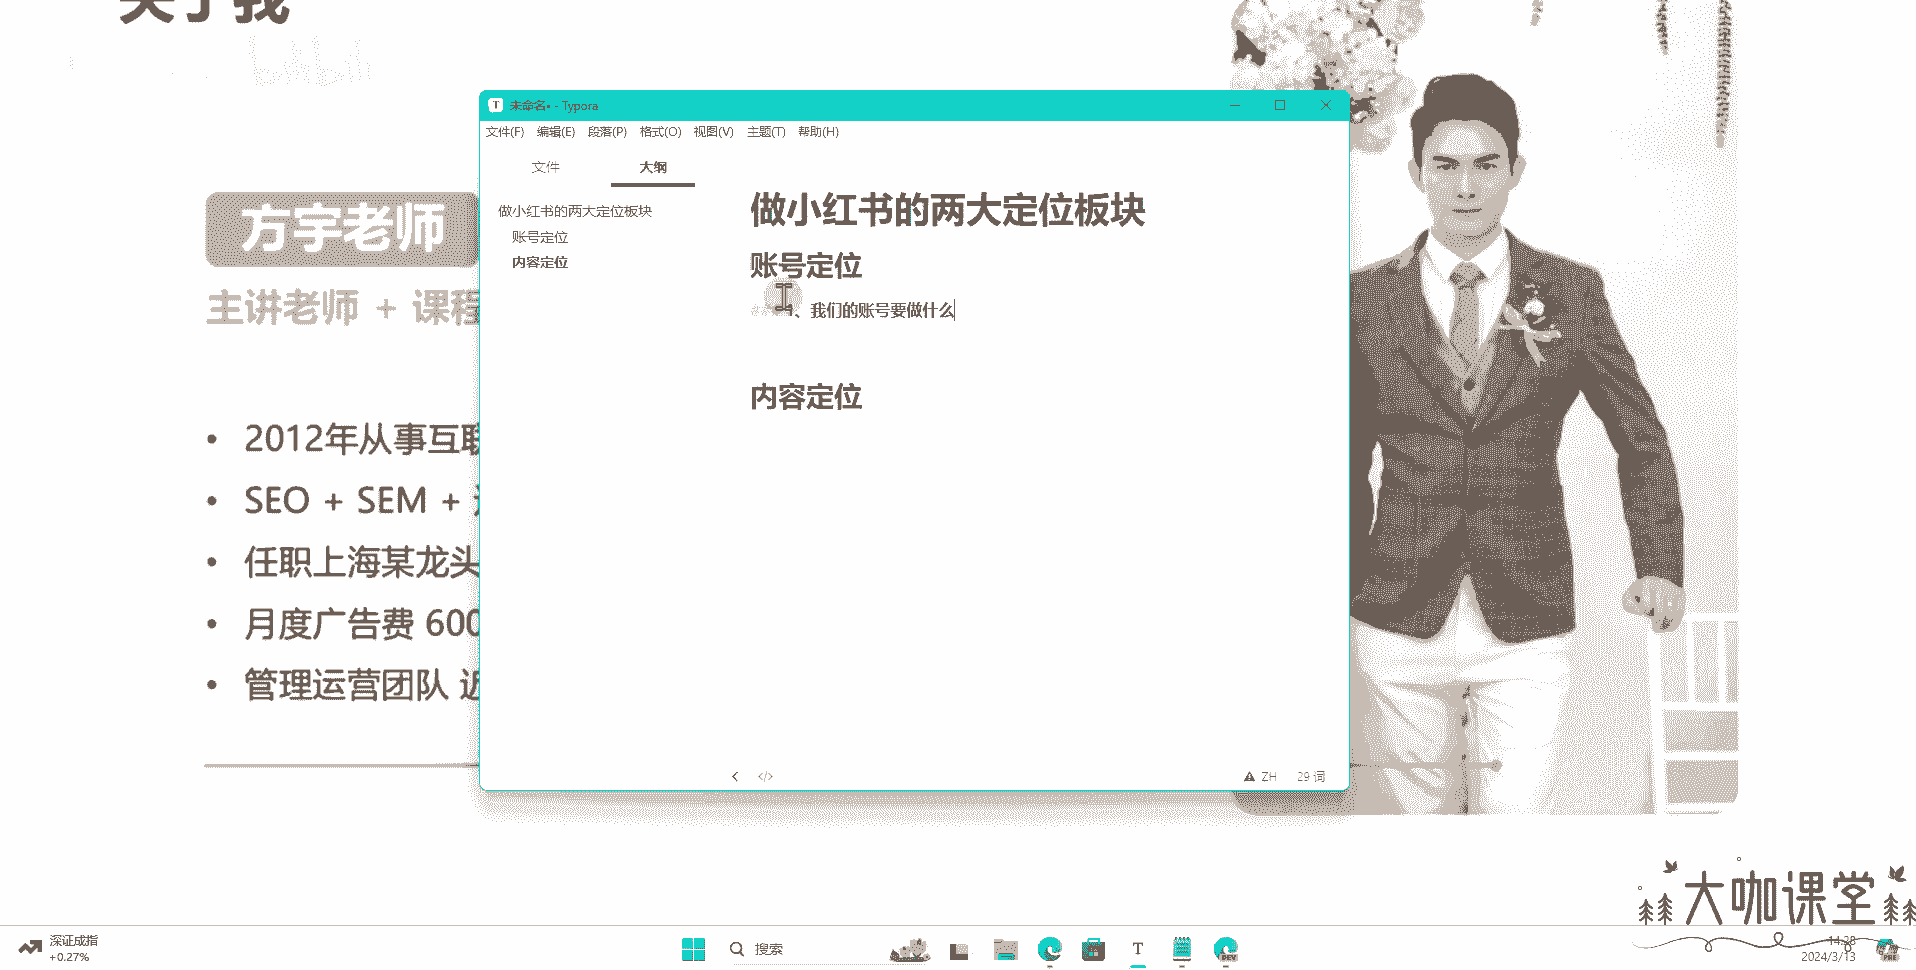 关于我
bilibili
方宇老师
主讲老师 + 课程
2012年从事互联
SEO + SEM +
任职上海某龙头
月度广告费 600
管理运营团队 近
未命名• - Typora
文件(F) 编辑(E) 段落(P) 格式(O) 视图(V) 主题(T) 帮助(H)
文件 大纲
做小红书的两大定位板块
账号定位
内容定位
做小红书的两大定位板块
账号定位
、我们的账号要做什么
内容定位
ZH 29 词
大咖课堂
深证成指
+0.27%
搜索
T
DEV
14:28
2024/3/13
PRE